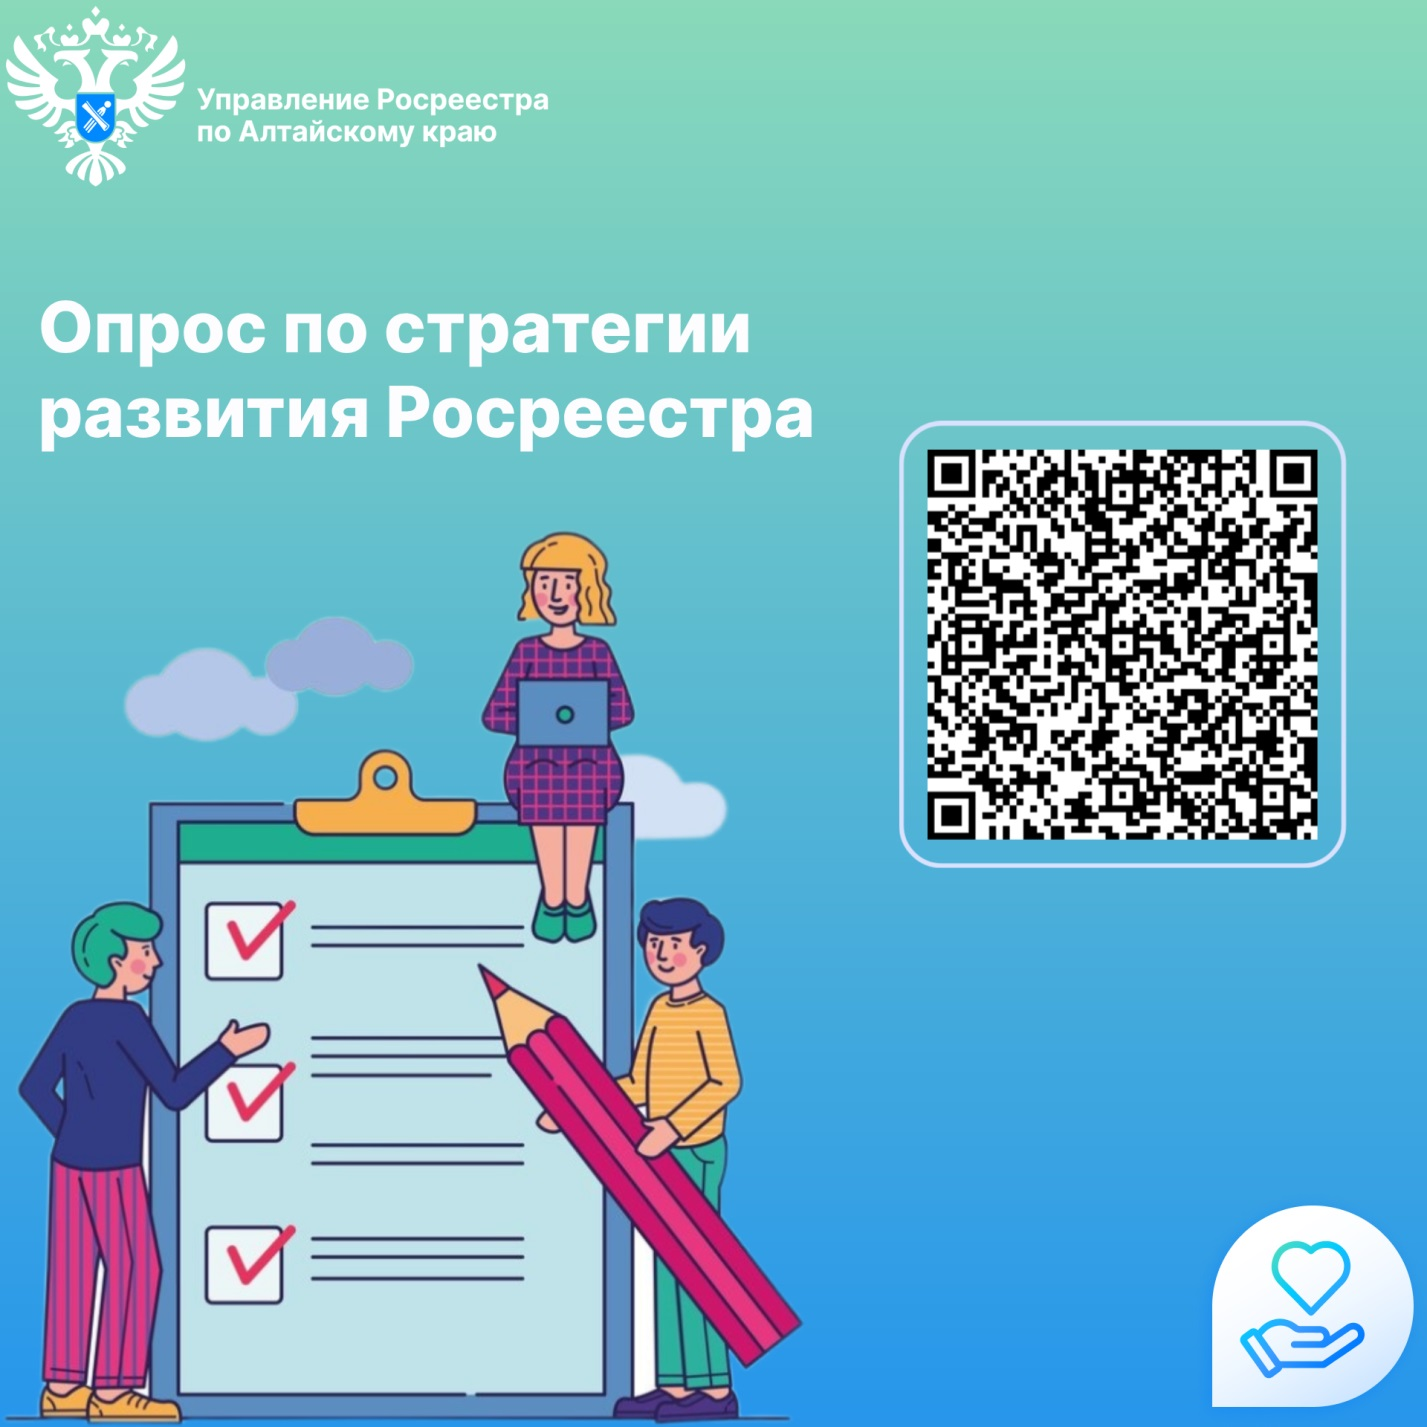 Управление Росреестра
по Алтайскому краю
Опрос по стратегии
развития Росреестра